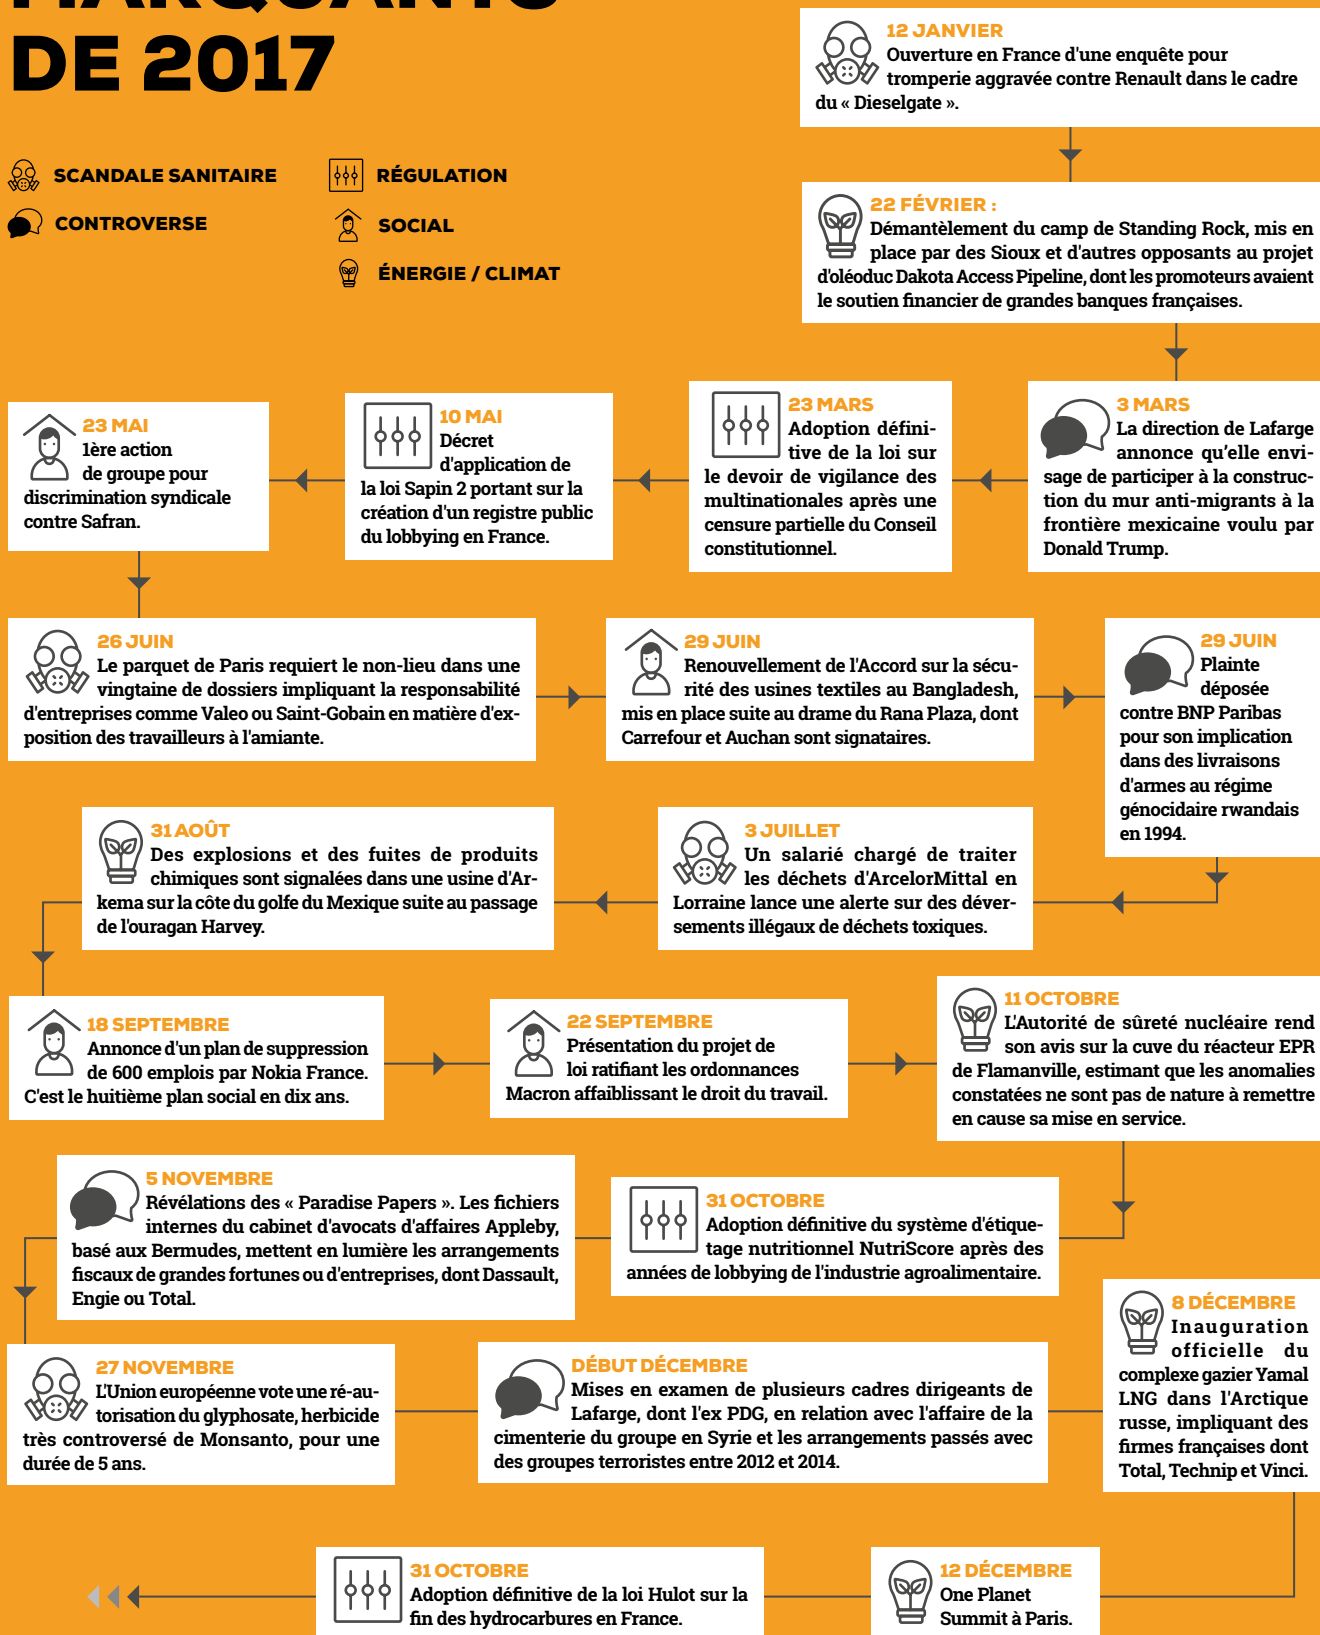 MARQUANTS
DE 2017
SCANDALE SANITAIRE
CONTROVERSE
RÉGULATION
SOCIAL
ÉNERGIE / CLIMAT
12 JANVIER
Ouverture en France d'une enquête pour
tromperie aggravée contre Renault dans le cadre
du « Dieselgate ».
22 FÉVRIER :
Démantèlement du camp de Standing Rock, mis en
place par des Sioux et d'autres opposants au projet
d'oléoduc Dakota Access Pipeline, dont les promoteurs avaient
le soutien financier de grandes banques françaises.
3 MARS
La direction de Lafarge
annonce qu'elle envi-
sage de participer à la construc-
tion du mur anti-migrants à la
frontière mexicaine voulu par
Donald Trump.
23 MARS
Adoption défini-
tive de la loi sur
le devoir de vigilance des
multinationales après une
censure partielle du Conseil
constitutionnel.
10 MAI
Décret
d'application de
la loi Sapin 2 portant sur la
création d'un registre public
du lobbying en France.
23 MAI
1ère action
de groupe pour
discrimination syndicale
contre Safran.
26 JUIN
Le parquet de Paris requiert le non-lieu dans une
vingtaine de dossiers impliquant la responsabilité
d'entreprises comme Valeo ou Saint-Gobain en matière d'ex-
position des travailleurs à l'amiante.
29 JUIN
Renouvellement de l'Accord sur la sécu-
rité des usines textiles au Bangladesh,
mis en place suite au drame du Rana Plaza, dont
Carrefour et Auchan sont signataires.
29 JUIN
Plainte
déposée
contre BNP Paribas
pour son implication
dans des livraisons
d'armes au régime
génocidaire rwandais
en 1994.
3 JUILLET
Un salarié chargé de traiter
les déchets d'ArcelorMittal en
Lorraine lance une alerte sur des déver-
sements illégaux de déchets toxiques.
31 AOÛT
Des explosions et des fuites de produits
chimiques sont signalées dans une usine d'Ar-
kema sur la côte du golfe du Mexique suite au passage
de l'ouragan Harvey.
18 SEPTEMBRE
Annonce d'un plan de suppression
de 600 emplois par Nokia France.
C'est le huitième plan social en dix ans.
22 SEPTEMBRE
Présentation du projet de
loi ratifiant les ordonnances
Macron affaiblissant le droit du travail.
11 OCTOBRE
L'Autorité de sûreté nucléaire rend
son avis sur la cuve du réacteur EPR
de Flamanville, estimant que les anomalies
constatées ne sont pas de nature à remettre
en cause sa mise en service.
31 OCTOBRE
Adoption définitive du système d'étique-
tage nutritionnel NutriScore après des
années de lobbying de l'industrie agroalimentaire.
5 NOVEMBRE
Révélations des « Paradise Papers ». Les fichiers
internes du cabinet d'avocats d'affaires Appleby,
basé aux Bermudes, mettent en lumière les arrangements
fiscaux de grandes fortunes ou d'entreprises, dont Dassault,
Engie ou Total.
27 NOVEMBRE
L'Union européenne vote une ré-au-
torisation du glyphosate, herbicide
très controversé de Monsanto, pour une
durée de 5 ans.
DÉBUT DÉCEMBRE
Mises en examen de plusieurs cadres dirigeants de
Lafarge, dont l'ex PDG, en relation avec l'affaire de la
cimenterie du groupe en Syrie et les arrangements passés avec
des groupes terroristes entre 2012 et 2014.
8 DÉCEMBRE
Inauguration
officielle du
complexe gazier Yamal
LNG dans l'Arctique
russe, impliquant des
firmes françaises dont
Total, Technip et Vinci.
12 DÉCEMBRE
One Planet
Summit à Paris.
31 OCTOBRE
Adoption définitive de la loi Hulot sur la
fin des hydrocarbures en France.